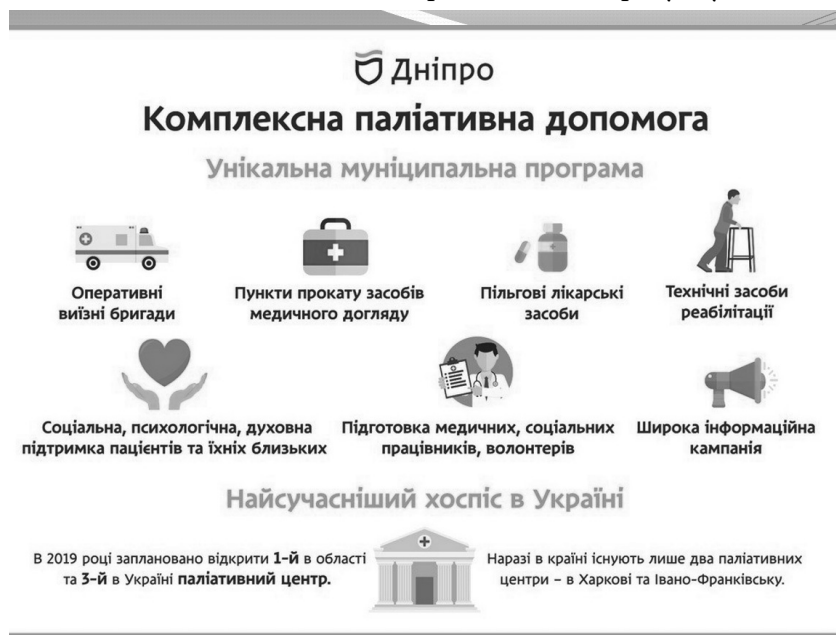 Дніпро
Комплексна паліативна допомога
Унікальна муніципальна програма
Оперативні
виїзні бригади
Пункти прокату засобів
медичного догляду
Пільгові лікарські
засоби
Технічні засоби
реабілітації
Соціальна, психологічна, духовна
підтримка пацієнтів та їхніх близьких
Підготовка медичних, соціальних
працівників, волонтерів
Широка інформаційна
кампанія
Найсучасніший хоспіс в Україні
В 2019 році заплановано відкрити 1-й в області
та 3-й в Україні паліативний центр.
Наразі в країні існують лише два паліативних
центри – в Харкові та Івано-Франківську.